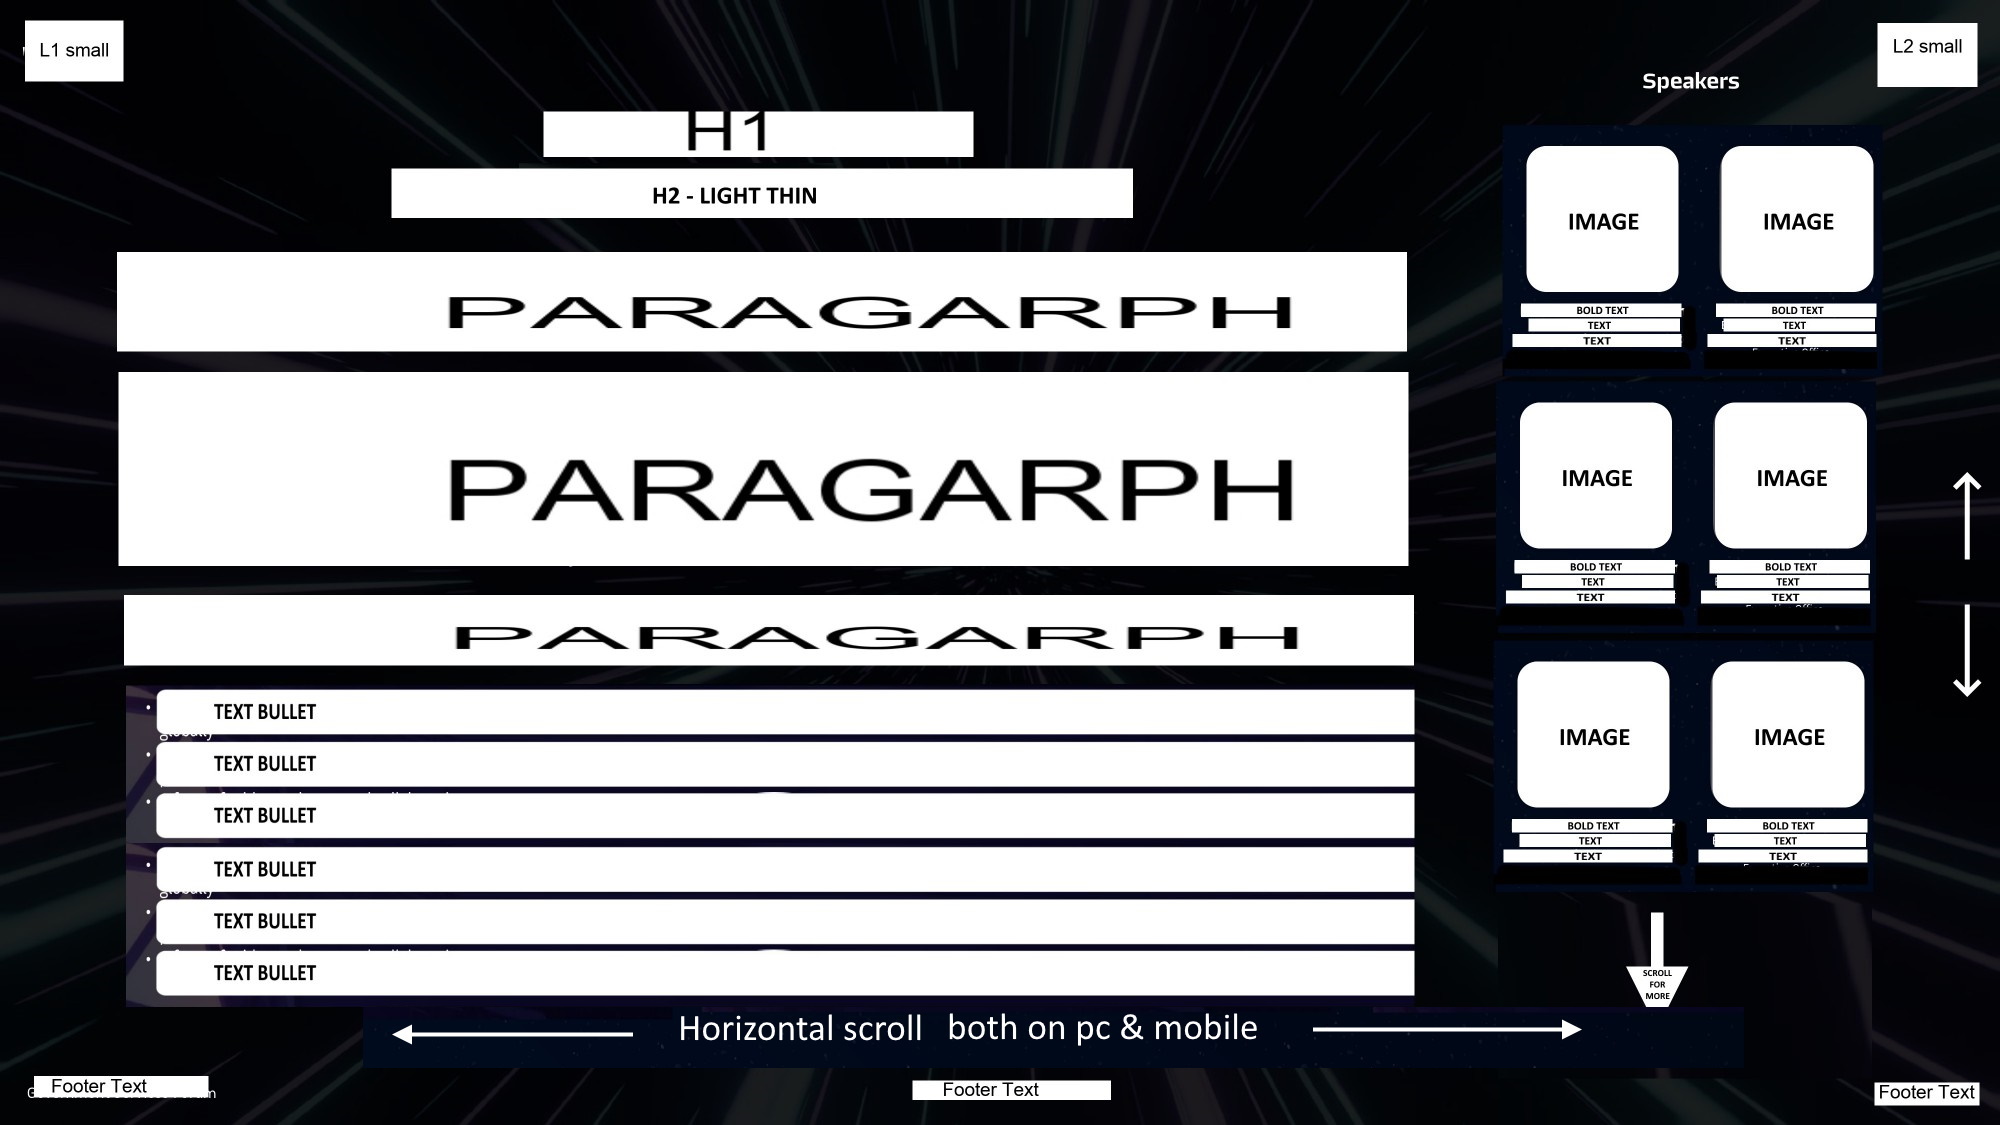 L1 small
L2 small
Speakers
H1
H2 - LIGHT THIN
PARAGARPH
PARAGARPH
PARAGARPH
TEXT BULLET
TEXT BULLET
TEXT BULLET
TEXT BULLET
TEXT BULLET
TEXT BULLET
IMAGE IMAGE
BOLD TEXT BOLD TEXT
TEXT TEXT
TEXT TEXT
IMAGE IMAGE
BOLD TEXT BOLD TEXT
TEXT TEXT
TEXT TEXT
IMAGE IMAGE
BOLD TEXT BOLD TEXT
TEXT TEXT
TEXT TEXT
SCROLL
FOR
MORE
Horizontal scroll both on pc & mobile
Footer Text
Footer Text
Footer Text